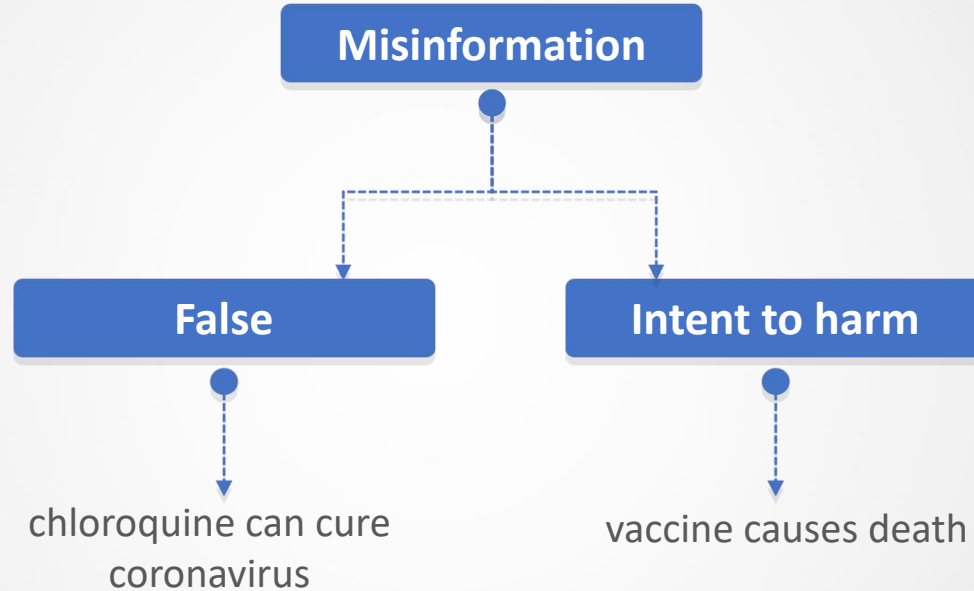 Misinformation
False
Intent to harm
chloroquine can cure
coronavirus
vaccine causes death